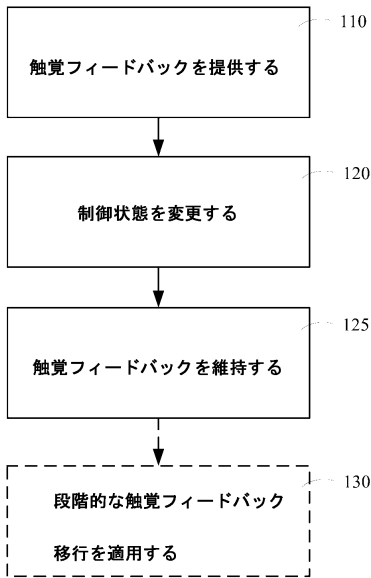 110
触覚フィードバックを提供する
120
制御状態を変更する
125
触覚フィードバックを維持する
130
段階的な触覚フィードバック
移行を適用する